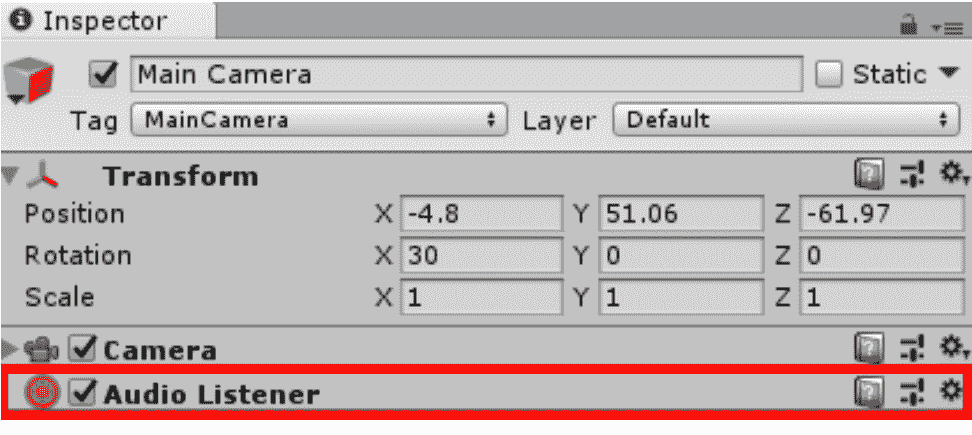 Inspector
Main Camera Static
Tag MainCamera Layer Default
Transform
Position X -4.8 Y 51.06 Z -61.97
Rotation X 30 Y 0 Z 0
Scale X 1 Y 1 Z 1
Camera
Audio Listener